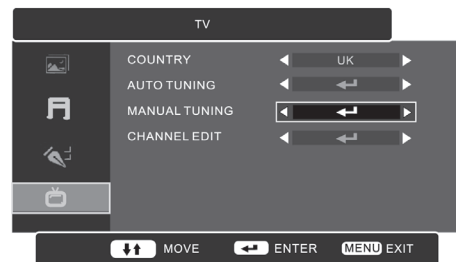 TV
COUNTRY UK
AUTO TUNING
MANUAL TUNING
CHANNEL EDIT
MOVE ENTER MENU EXIT